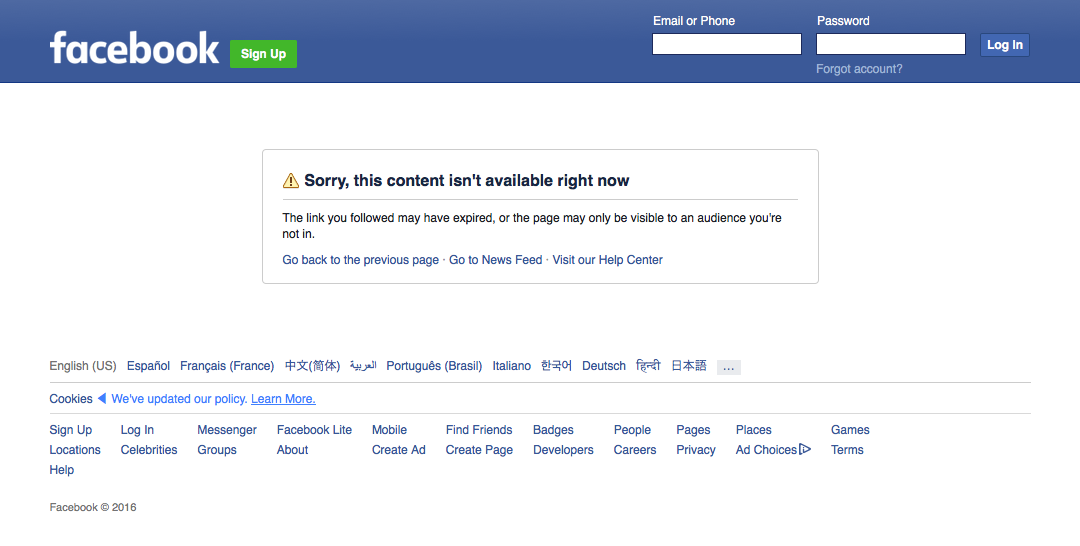 facebook
Sign Up
Email or Phone
Password
Log In
Forgot account?
Sorry, this content isn't available right now
The link you followed may have expired, or the page may only be visible to an audience you're
not in.
Go back to the previous page · Go to News Feed · Visit our Help Center
English (US) Español Français (France) 中文(简体) العربية Português (Brasil) Italiano 한국어 Deutsch हिन्दी 日本語 ...
Cookies We've updated our policy. Learn More.
Sign Up Log In Messenger Facebook Lite Mobile Find Friends Badges People Pages Places Games
Locations Celebrities Groups About Create Ad Create Page Developers Careers Privacy Ad Choices Terms
Help
Facebook © 2016